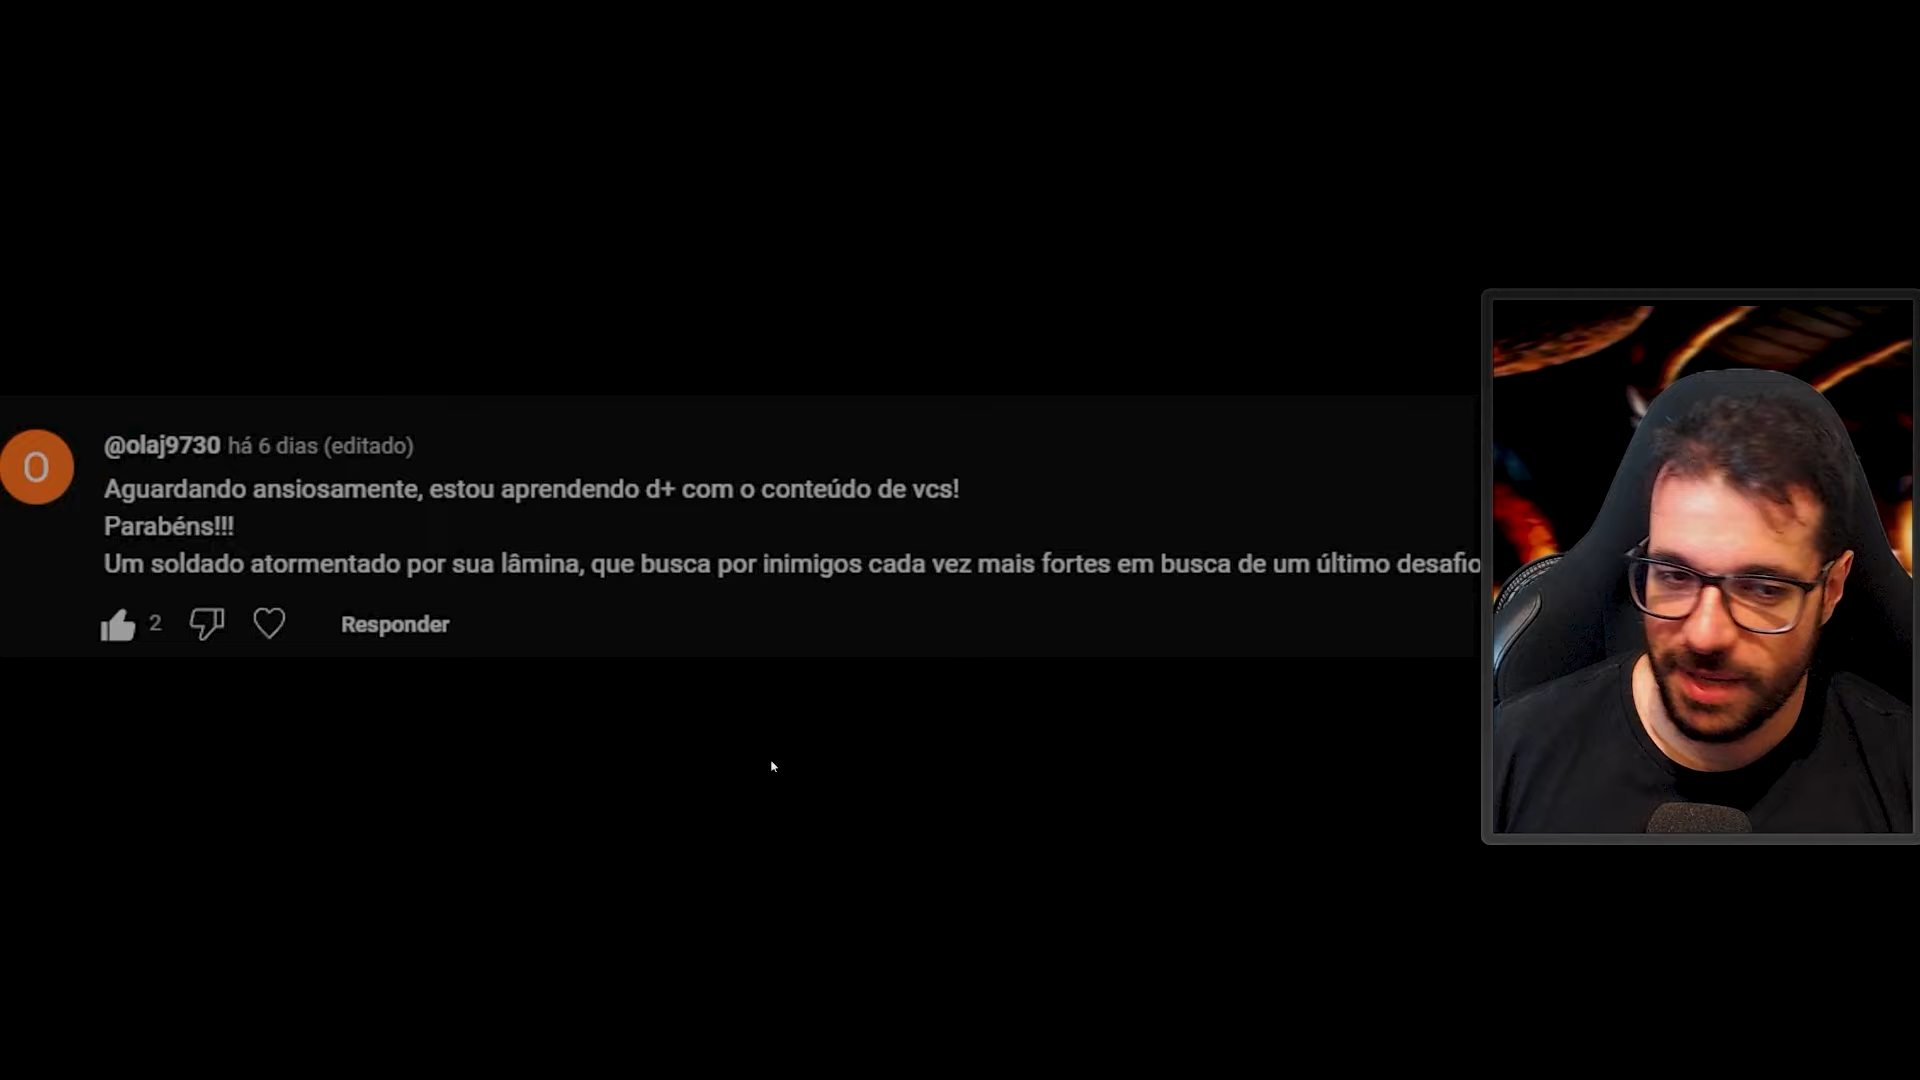 O
@olaj9730 há 6 dias (editado)
Aguardando ansiosamente, estou aprendendo d+ com o conteúdo de vcs!
Parabéns!!!
Um soldado atormentado por sua lâmina, que busca por inimigos cada vez mais fortes em busca de um último desafio
2 Responder